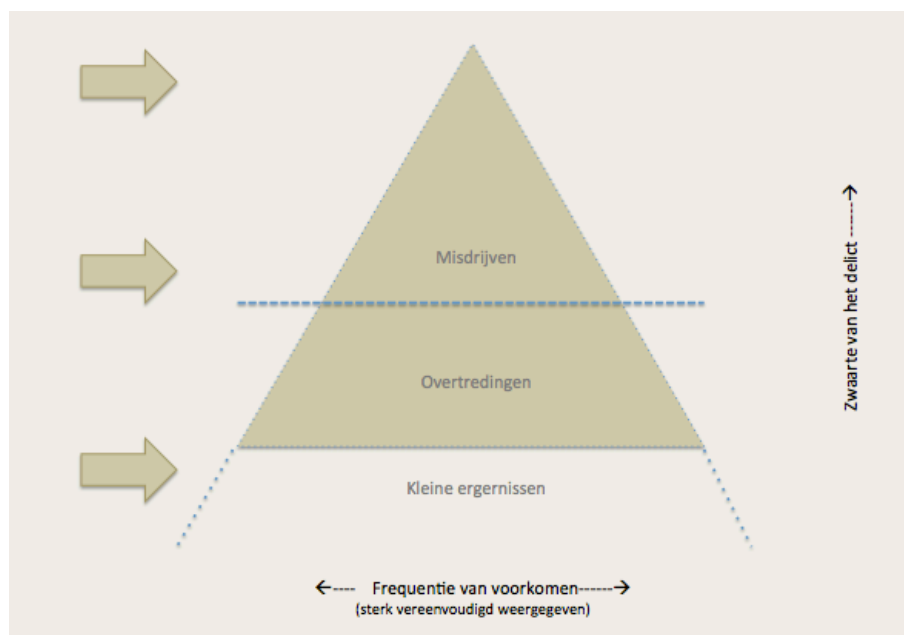 Misdrijven
Overtredingen
Kleine ergernissen
Zwaarte van het delict ------→
←---- Frequentie van voorkomen------→
(sterk vereenvoudigd weergegeven)